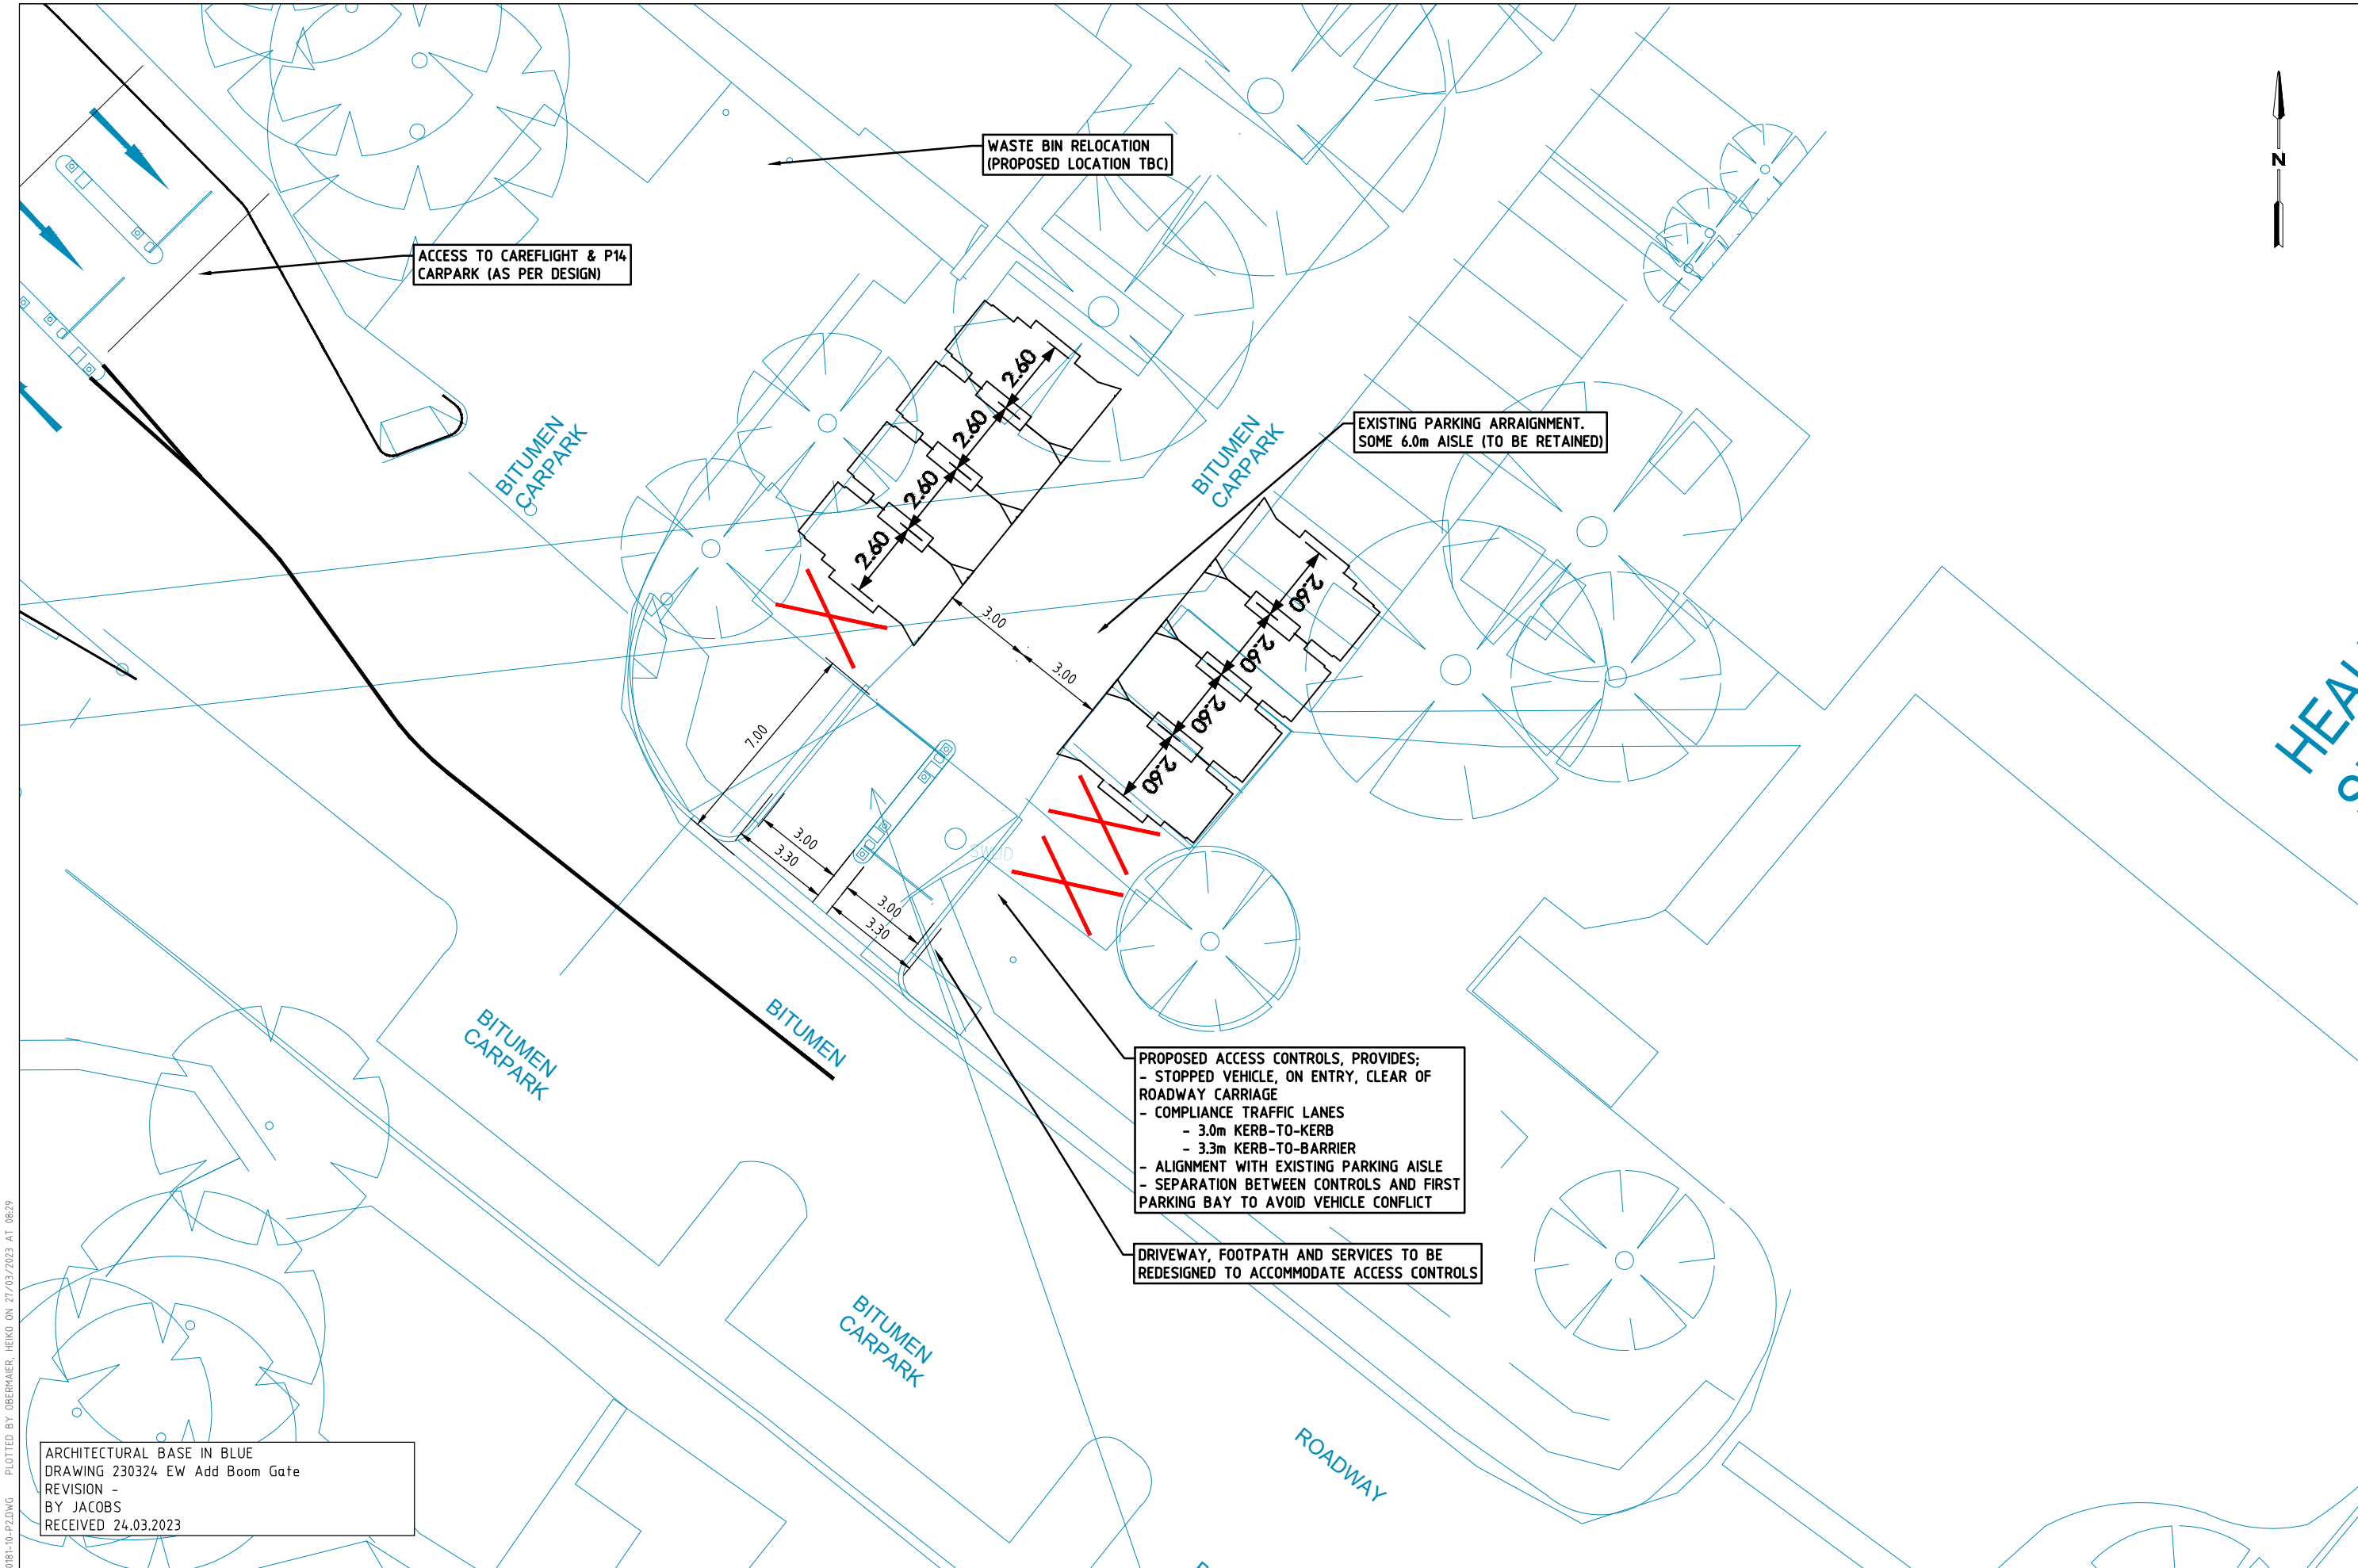 N
WASTE BIN RELOCATION
(PROPOSED LOCATION TBC)
ACCESS TO CAREFLIGHT & P14
CARPARK (AS PER DESIGN)
2.60
2.60
2.60
2.60
BITUMEN
CARPARK
BITUMEN
CARPARK
EXISTING PARKING ARRAIGNMENT.
SOME 6.0m AISLE (TO BE RETAINED)
2.60
2.60
2.60
2.60
3.00
3.00
7.00
3.00
3.30
3.00
3.30
BITUMEN
CARPARK
BITUMEN
PROPOSED ACCESS CONTROLS, PROVIDES;
- STOPPED VEHICLE, ON ENTRY, CLEAR OF
ROADWAY CARRIAGE
- COMPLIANCE TRAFFIC LANES
- 3.0m KERB-TO-KERB
- 3.3m KERB-TO-BARRIER
- ALIGNMENT WITH EXISTING PARKING AISLE
- SEPARATION BETWEEN CONTROLS AND FIRST
PARKING BAY TO AVOID VEHICLE CONFLICT
DRIVEWAY, FOOTPATH AND SERVICES TO BE
REDESIGNED TO ACCOMMODATE ACCESS CONTROLS
BITUMEN
CARPARK
ROADWAY
ARCHITECTURAL BASE IN BLUE
DRAWING 230324 EW Add Boom Gate
REVISION -
BY JACOBS
RECEIVED 24.03.2023
0181-10-P2.DWG PLOTTED BY OBERMAIER, HEIKO ON 27/03/2023 AT 08:29